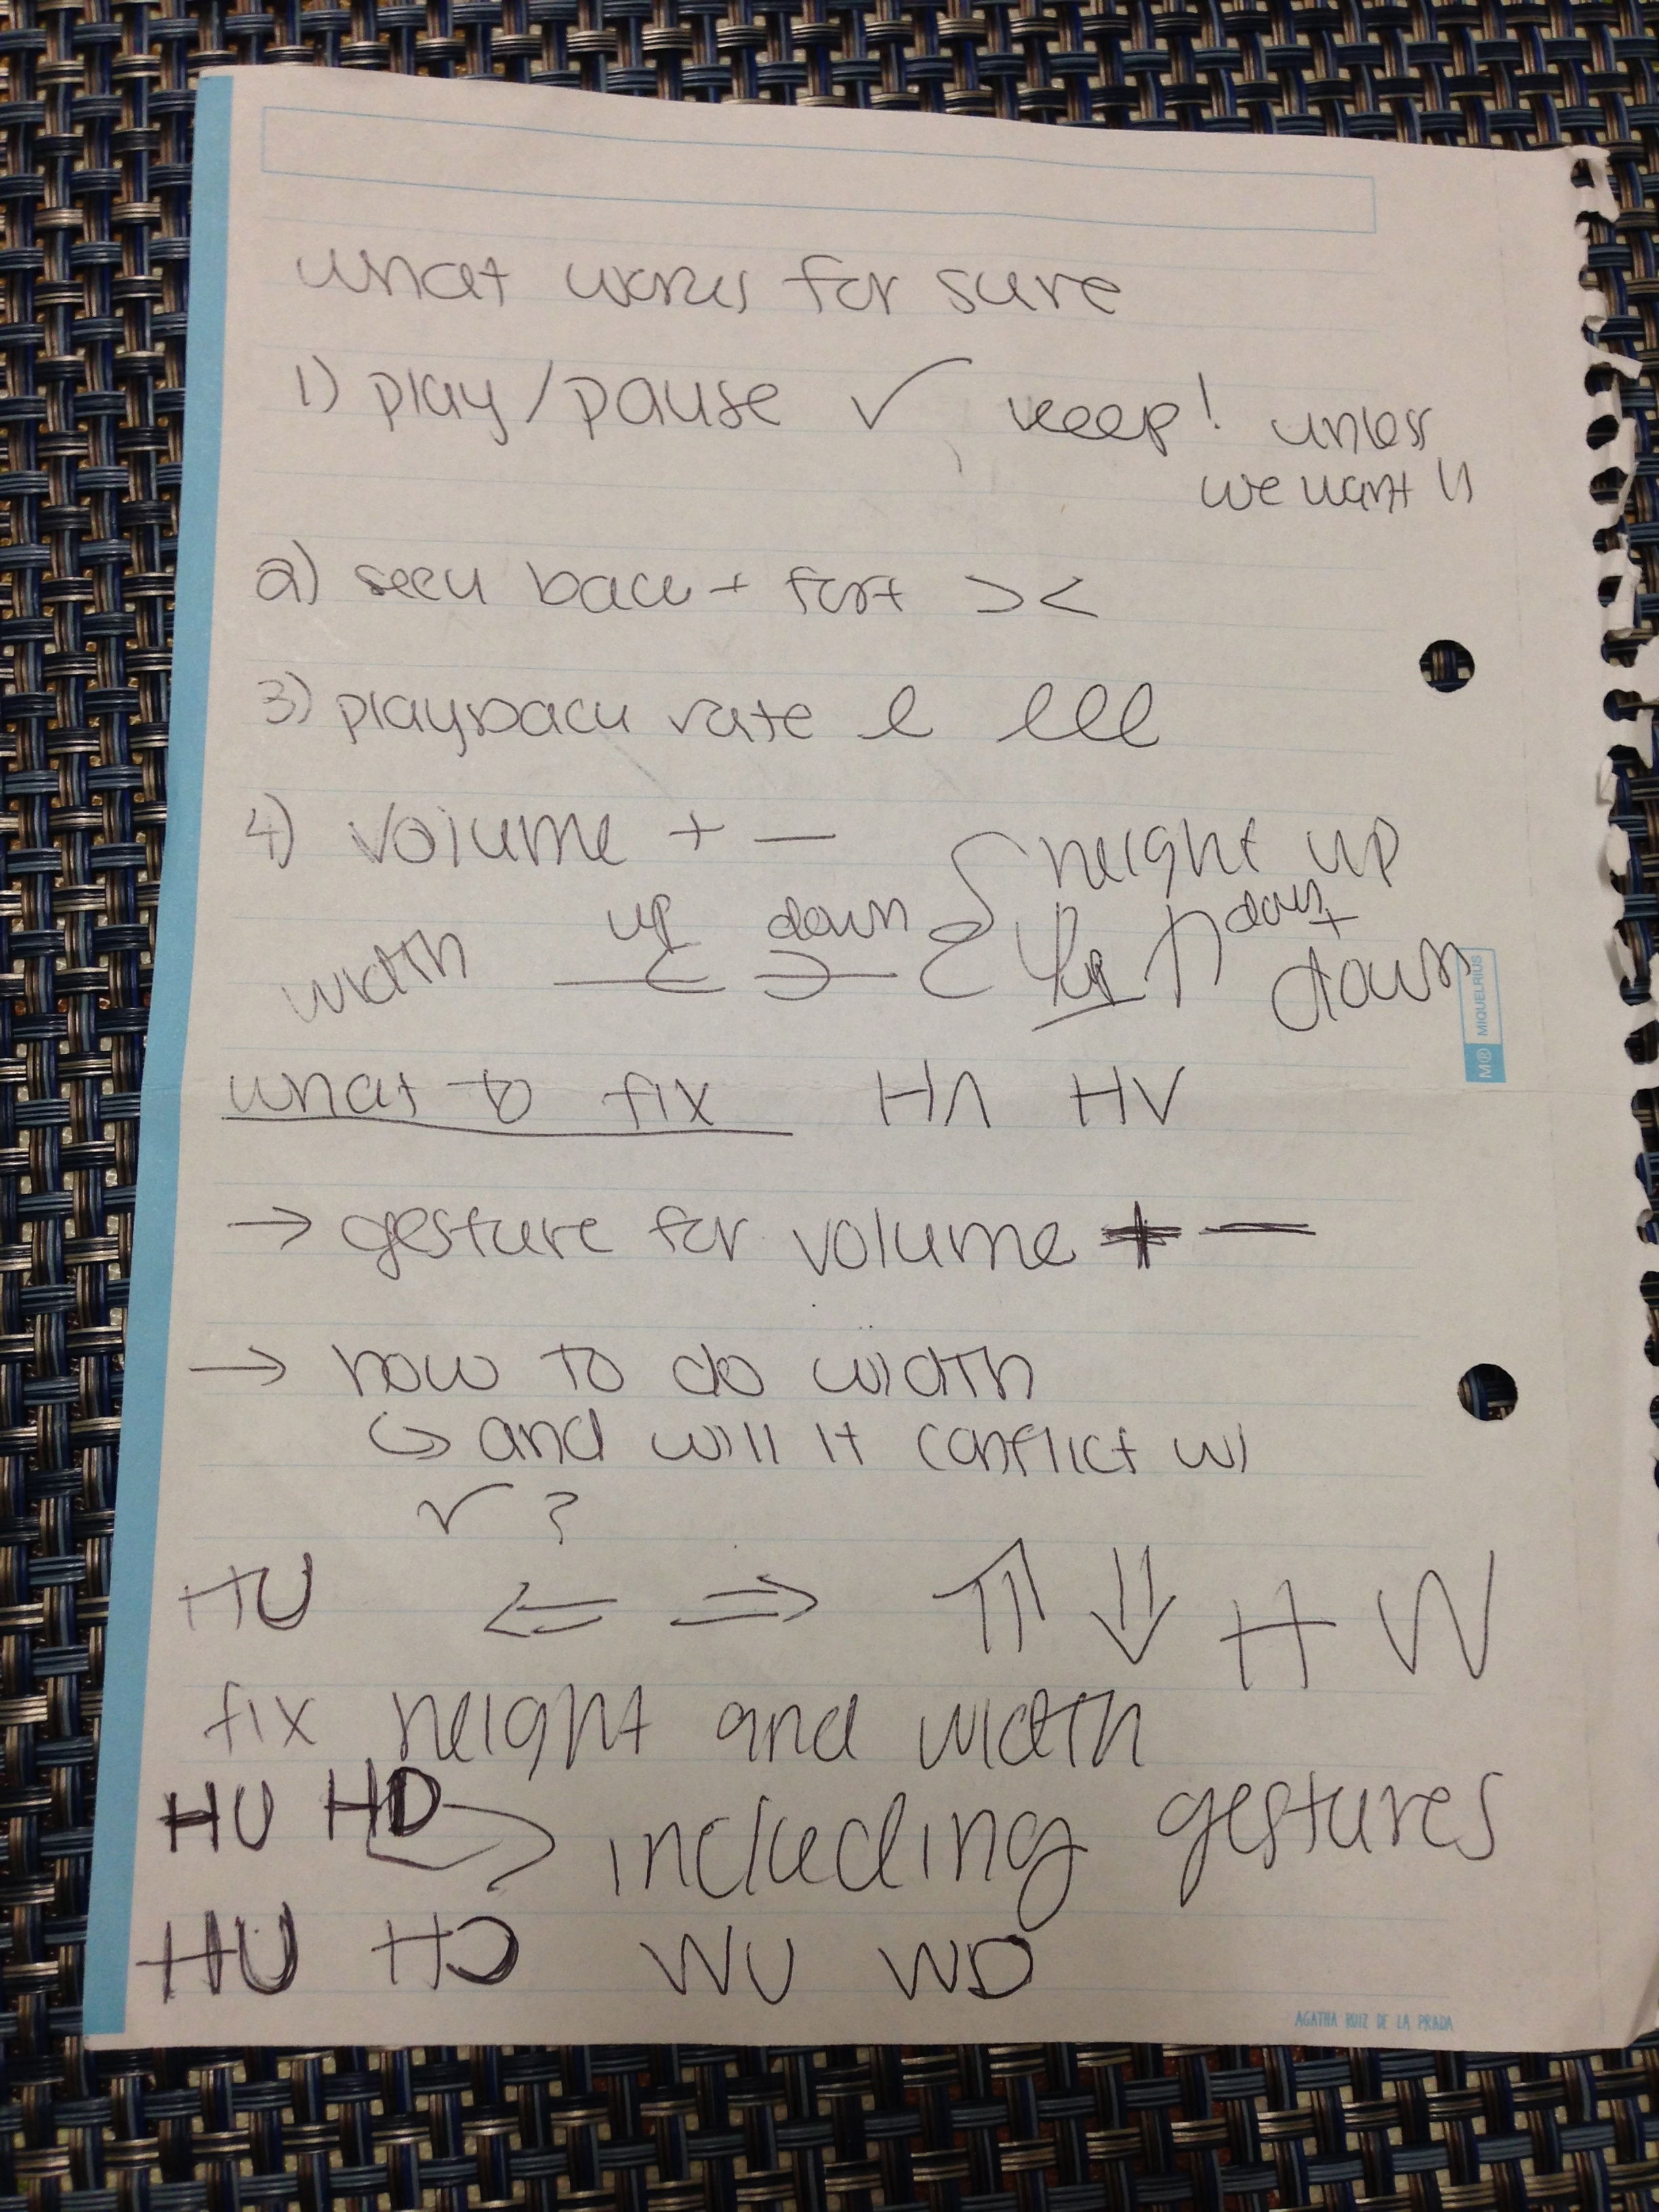 what works for sure
1) play/pause ✓ keep! unless
we want ll
2) seek back + fort > <
3) playback rate l lll
4) volume + —
height up
up down
down +
width up down
what to fix HΛ HV
→ gesture for volume + —
→ how to do width
↳ and will it conflict w/
✓ ?
HU ⇐ ⇒ ⇑ ⇓ H W
fix height and width
HU HD
including gestures
HU HD WU WD
M® MIQUELRIUS
AGATHA RUIZ DE LA PRADA